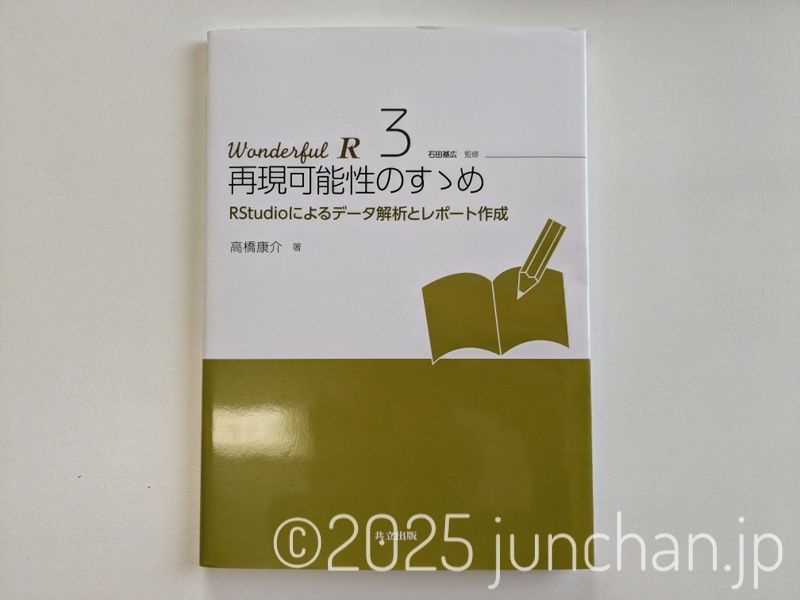 Wonderful R 3
石田基広 監修
再現可能性のすゝめ
RStudioによるデータ解析とレポート作成
高橋康介 著
共立出版
©2025 junchan.jp